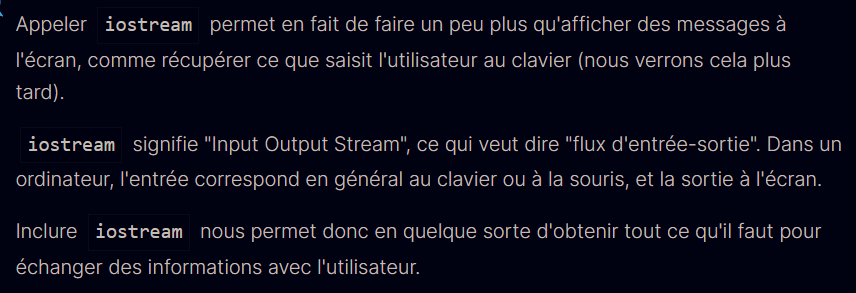 Appeler iostream permet en fait de faire un peu plus qu'afficher des messages à
l'écran, comme récupérer ce que saisit l'utilisateur au clavier (nous verrons cela plus
tard).
iostream signifie "Input Output Stream", ce qui veut dire "flux d'entrée-sortie". Dans un
ordinateur, l'entrée correspond en général au clavier ou à la souris, et la sortie à l'écran.
Inclure iostream nous permet donc en quelque sorte d'obtenir tout ce qu'il faut pour
échanger des informations avec l'utilisateur.